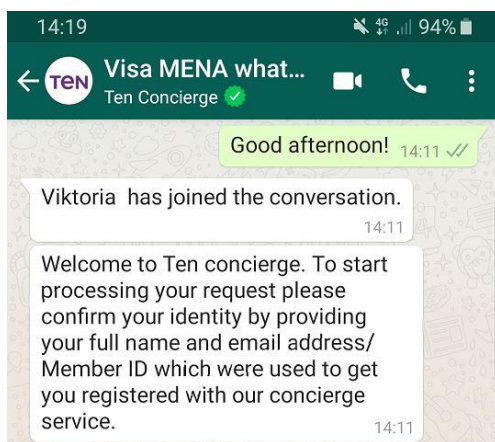 14:19 4G 94%
TEN Visa MENA what...
Ten Concierge
Good afternoon! 14:11
Viktoria has joined the conversation.
14:11
Welcome to Ten concierge. To start
processing your request please
confirm your identity by providing
your full name and email address/
Member ID which were used to get
you registered with our concierge
service. 14:11